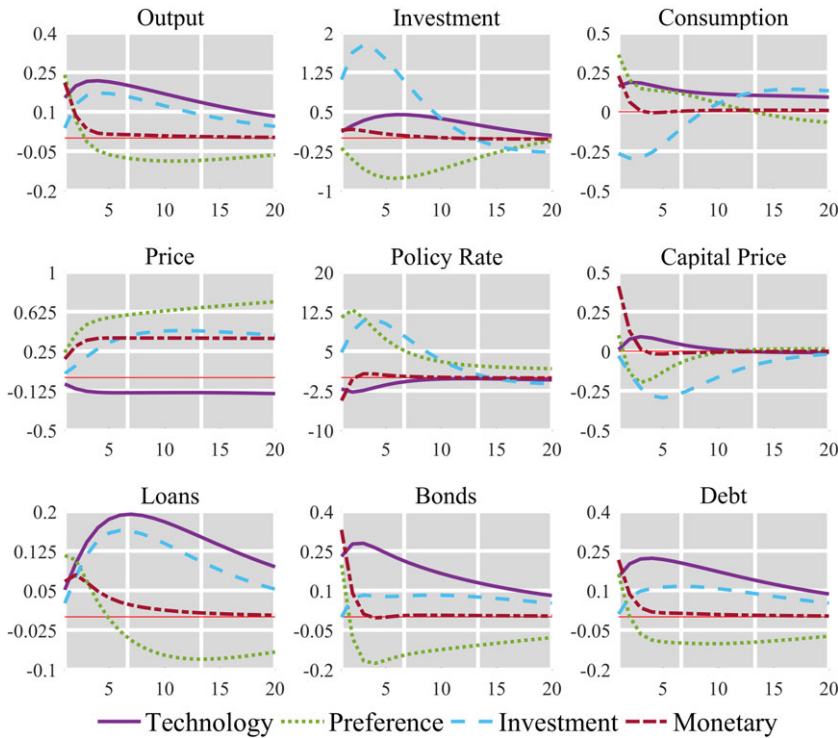 Output Investment Consumption
0.4 2 0.5
0.25 1.25 0.25
0.1 0.5 0
-0.05 -0.25 -0.25
-0.2 -1 -0.5
5 10 15 20 5 10 15 20 5 10 15 20
Price Policy Rate Capital Price
1 20 0.5
0.625 12.5 0.25
0.25 5 0
-0.125 -2.5 -0.25
-0.5 -10 -0.5
5 10 15 20 5 10 15 20 5 10 15 20
Loans Bonds Debt
0.2 0.4 0.4
0.125 0.25 0.25
0.05 0.1 0.1
-0.025 -0.05 -0.05
-0.1 -0.2 -0.2
5 10 15 20 5 10 15 20 5 10 15 20
Technology Preference Investment Monetary